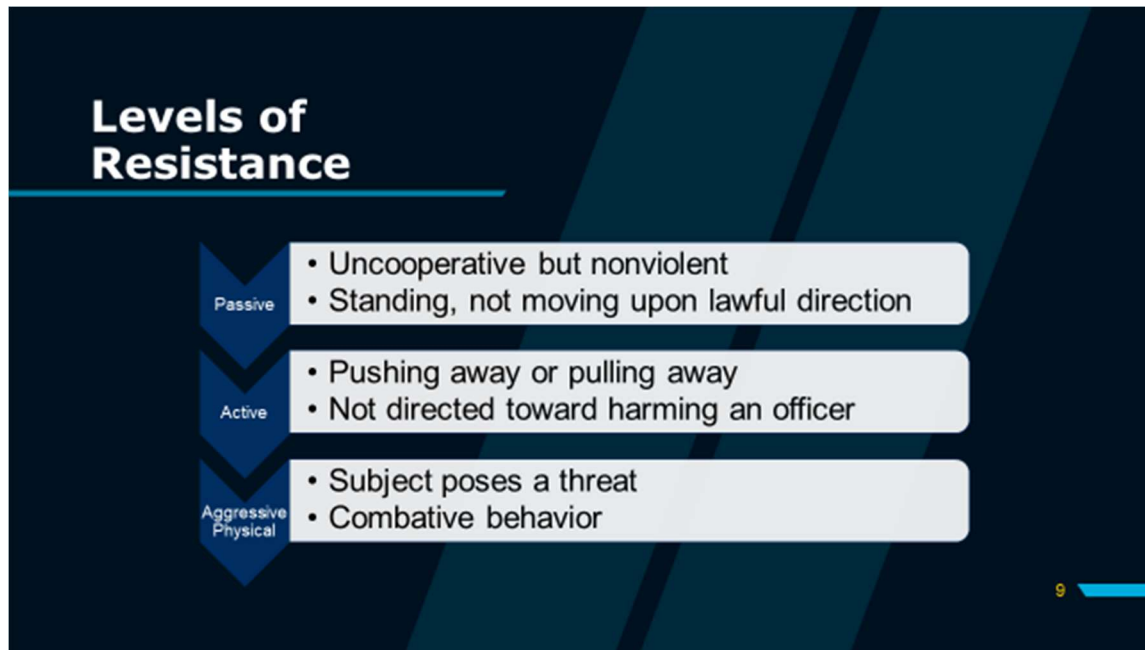 Levels of
Resistance
Passive
• Uncooperative but nonviolent
• Standing, not moving upon lawful direction
Active
• Pushing away or pulling away
• Not directed toward harming an officer
Aggressive
Physical
• Subject poses a threat
• Combative behavior
9